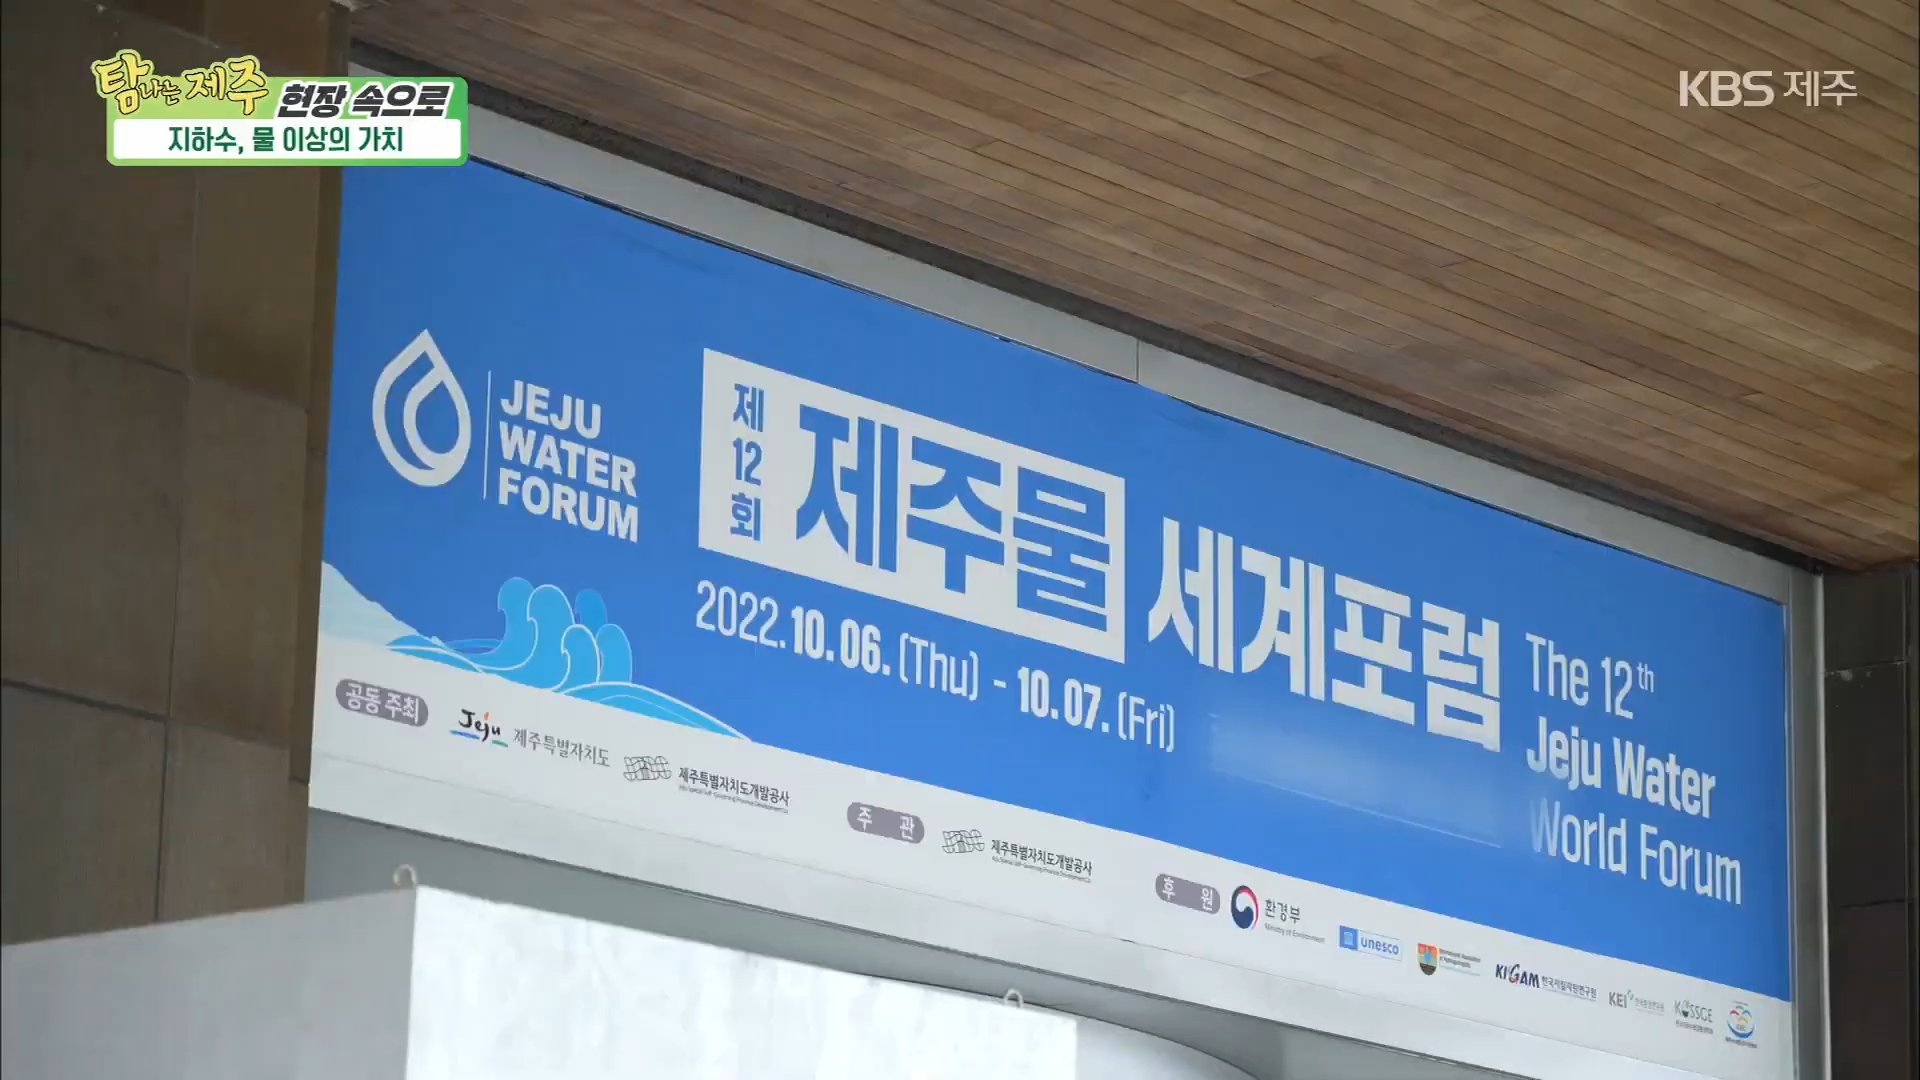 탐나는 제주 현장 속으로
지하수, 물 이상의 가치
KBS 제주
JEJU
WATER
FORUM
제
12
회
제주물 세계포럼
2022.10.06.(Thu) - 10.07.(Fri)
The 12th
Jeju Water
World Forum
공동 주최
Jeju 제주특별자치도
제주특별자치도개발공사
주 관
제주특별자치도개발공사
후 원
환경부
Ministry of Environment
unesco
KIGAM 한국지질자원연구원
KEI
KOSSGE